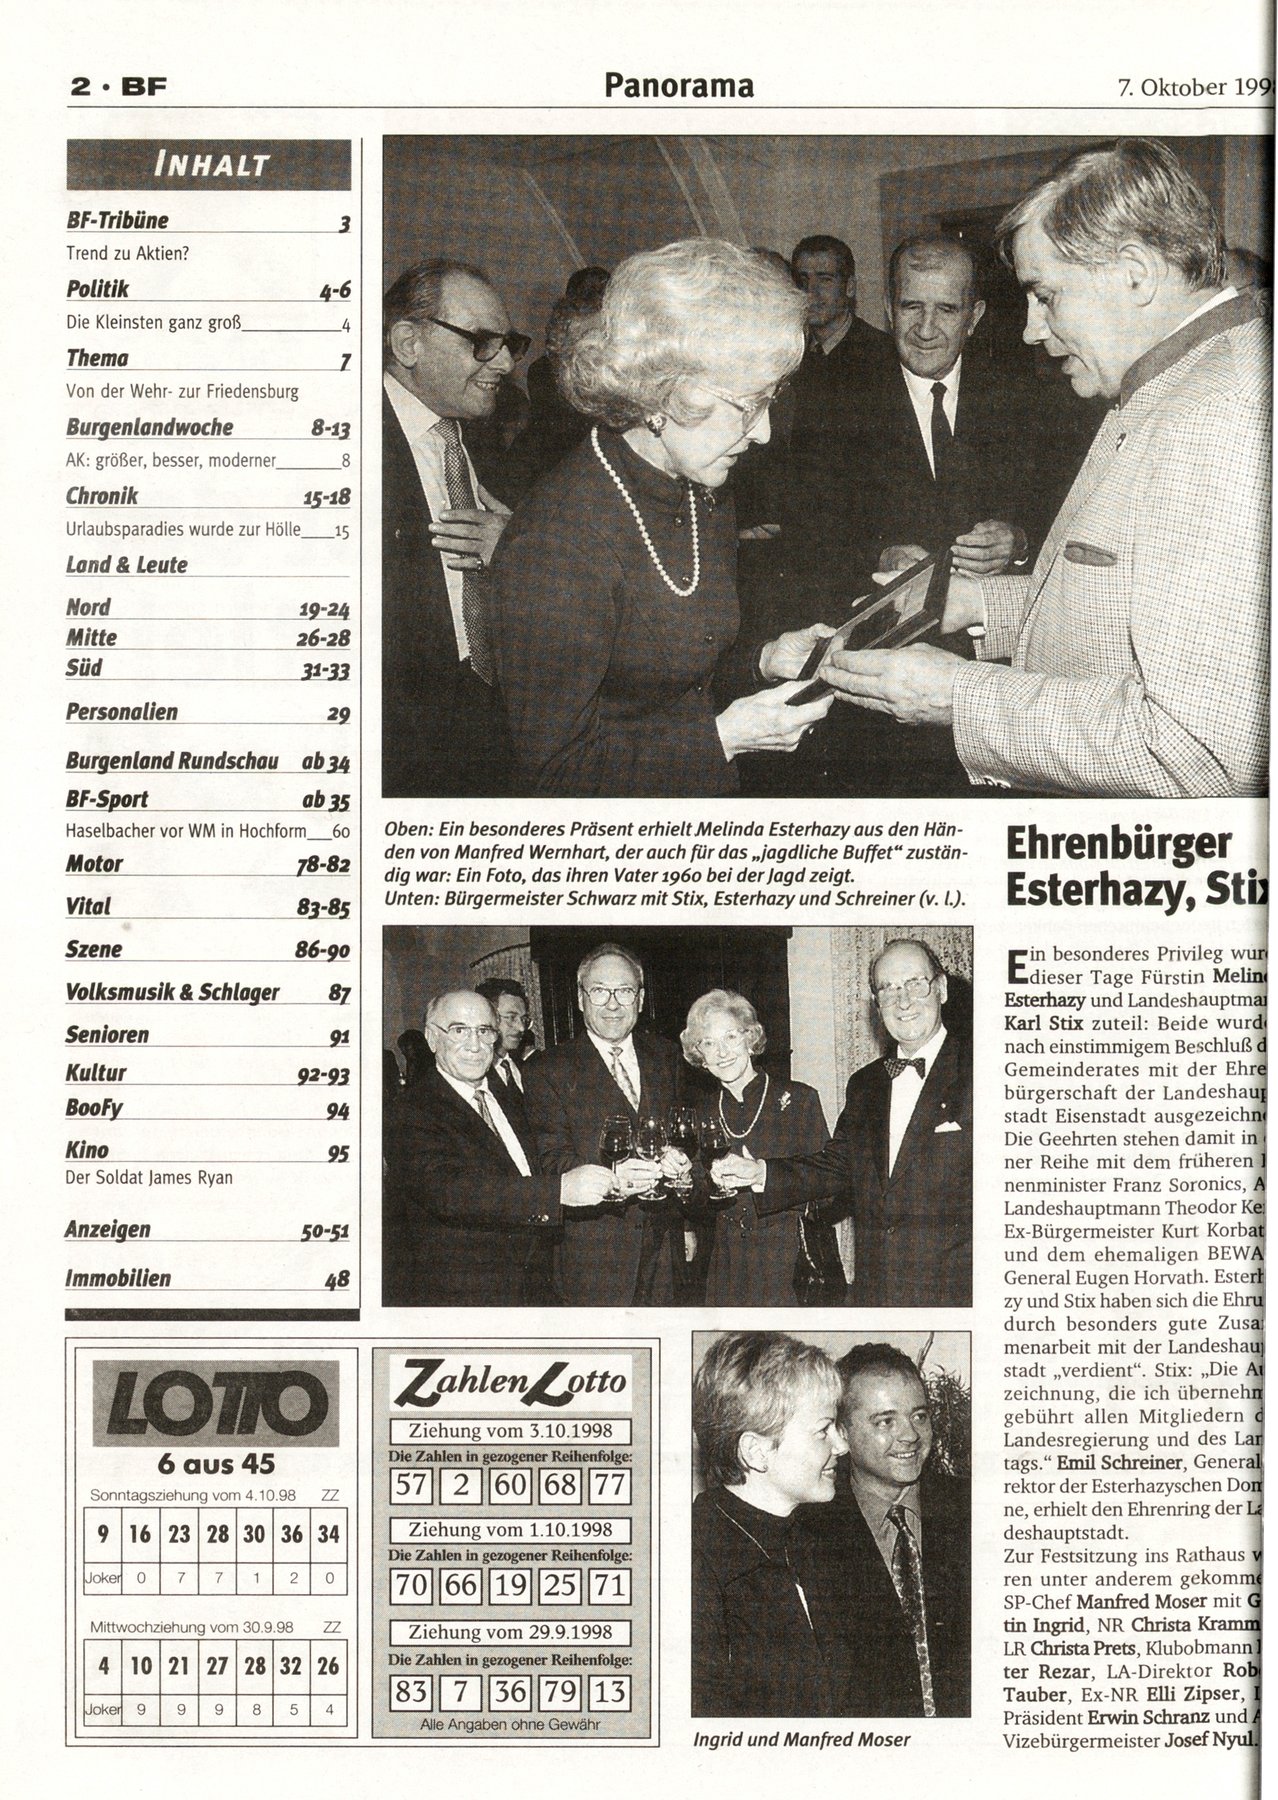 2 • BF
Panorama
7. Oktober 199
INHALT
BF-Tribüne 3
Trend zu Aktien?
Politik 4-6
Die Kleinsten ganz groß 4
Thema 7
Von der Wehr- zur Friedensburg
Burgenlandwoche 8-13
AK: größer, besser, moderner 8
Chronik 15-18
Urlaubsparadies wurde zur Hölle 15
Land & Leute
Nord 19-24
Mitte 26-28
Süd 31-33
Personalien 29
Burgenland Rundschau ab 34
BF-Sport ab 35
Haselbacher vor WM in Hochform 60
Motor 78-82
Vital 83-85
Szene 86-90
Volksmusik & Schlager 87
Senioren 91
Kultur 92-93
BooFy 94
Kino 95
Der Soldat James Ryan
Anzeigen 50-51
Immobilien 48
Oben: Ein besonderes Präsent erhielt Melinda Esterhazy aus den Hän-
den von Manfred Wernhart, der auch für das „jagdliche Buffet“ zustän-
dig war: Ein Foto, das ihren Vater 1960 bei der Jagd zeigt.
Unten: Bürgermeister Schwarz mit Stix, Esterhazy und Schreiner (v. l.).
Ehrenbürger
Esterhazy, Stix
Ein besonderes Privileg wur
dieser Tage Fürstin Melin
Esterhazy und Landeshauptma
Karl Stix zuteil: Beide wurd
nach einstimmigem Beschluß d
Gemeinderates mit der Ehre
bürgerschaft der Landeshaup
stadt Eisenstadt ausgezeichn
Die Geehrten stehen damit in
ner Reihe mit dem früheren
nenminister Franz Soronics, A
Landeshauptmann Theodor Ke
Ex-Bürgermeister Kurt Korbat
und dem ehemaligen BEWA
General Eugen Horvath. Esterh
zy und Stix haben sich die Ehru
durch besonders gute Zusa
menarbeit mit der Landeshau
stadt „verdient“. Stix: „Die Au
zeichnung, die ich übernehm
gebührt allen Mitgliedern d
Landesregierung und des Lan
tags.“ Emil Schreiner, General
rektor der Esterhazyschen Dom
ne, erhielt den Ehrenring der La
deshauptstadt.
Zur Festsitzung ins Rathaus w
ren unter anderem gekomme
SP-Chef Manfred Moser mit G
tin Ingrid, NR Christa Kramm
LR Christa Prets, Klubobmann
ter Rezar, LA-Direktor Rob
Tauber, Ex-NR Elli Zipser,
Präsident Erwin Schranz und A
Vizebürgermeister Josef Nyul.
LOTTO
6 aus 45
Sonntagsziehung vom 4.10.98 ZZ
9 16 23 28 30 36 34
Joker 0 7 7 1 2 0
Mittwochziehung vom 30.9.98 ZZ
4 10 21 27 28 32 26
Joker 9 9 9 8 5 4
Zahlen Lotto
Ziehung vom 3.10.1998
Die Zahlen in gezogener Reihenfolge:
57 2 60 68 77
Ziehung vom 1.10.1998
Die Zahlen in gezogener Reihenfolge:
70 66 19 25 71
Ziehung vom 29.9.1998
Die Zahlen in gezogener Reihenfolge:
83 7 36 79 13
Alle Angaben ohne Gewähr
Ingrid und Manfred Moser